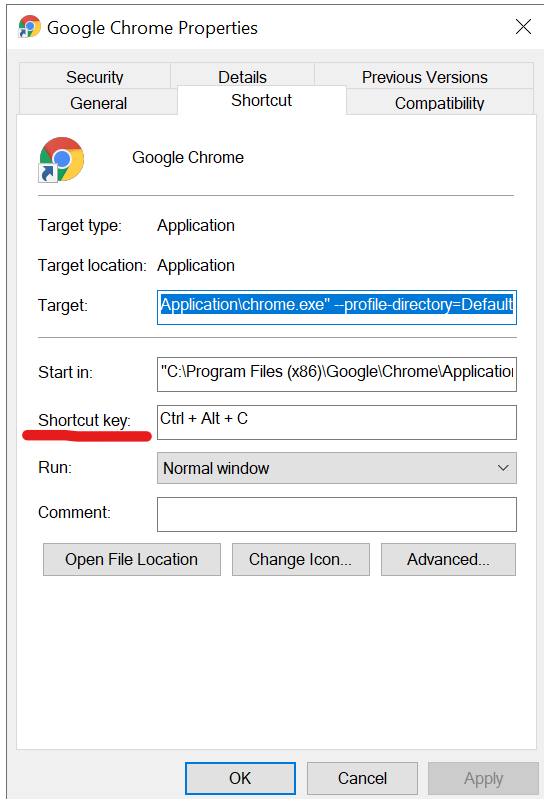 Google Chrome Properties
Security Details Previous Versions
General Shortcut Compatibility
Google Chrome
Target type: Application
Target location: Application
Target: Application\chrome.exe" --profile-directory=Default
Start in: "C:\Program Files (x86)\Google\Chrome\Application
Shortcut key: Ctrl + Alt + C
Run: Normal window
Comment:
Open File Location Change Icon... Advanced...
OK Cancel Apply